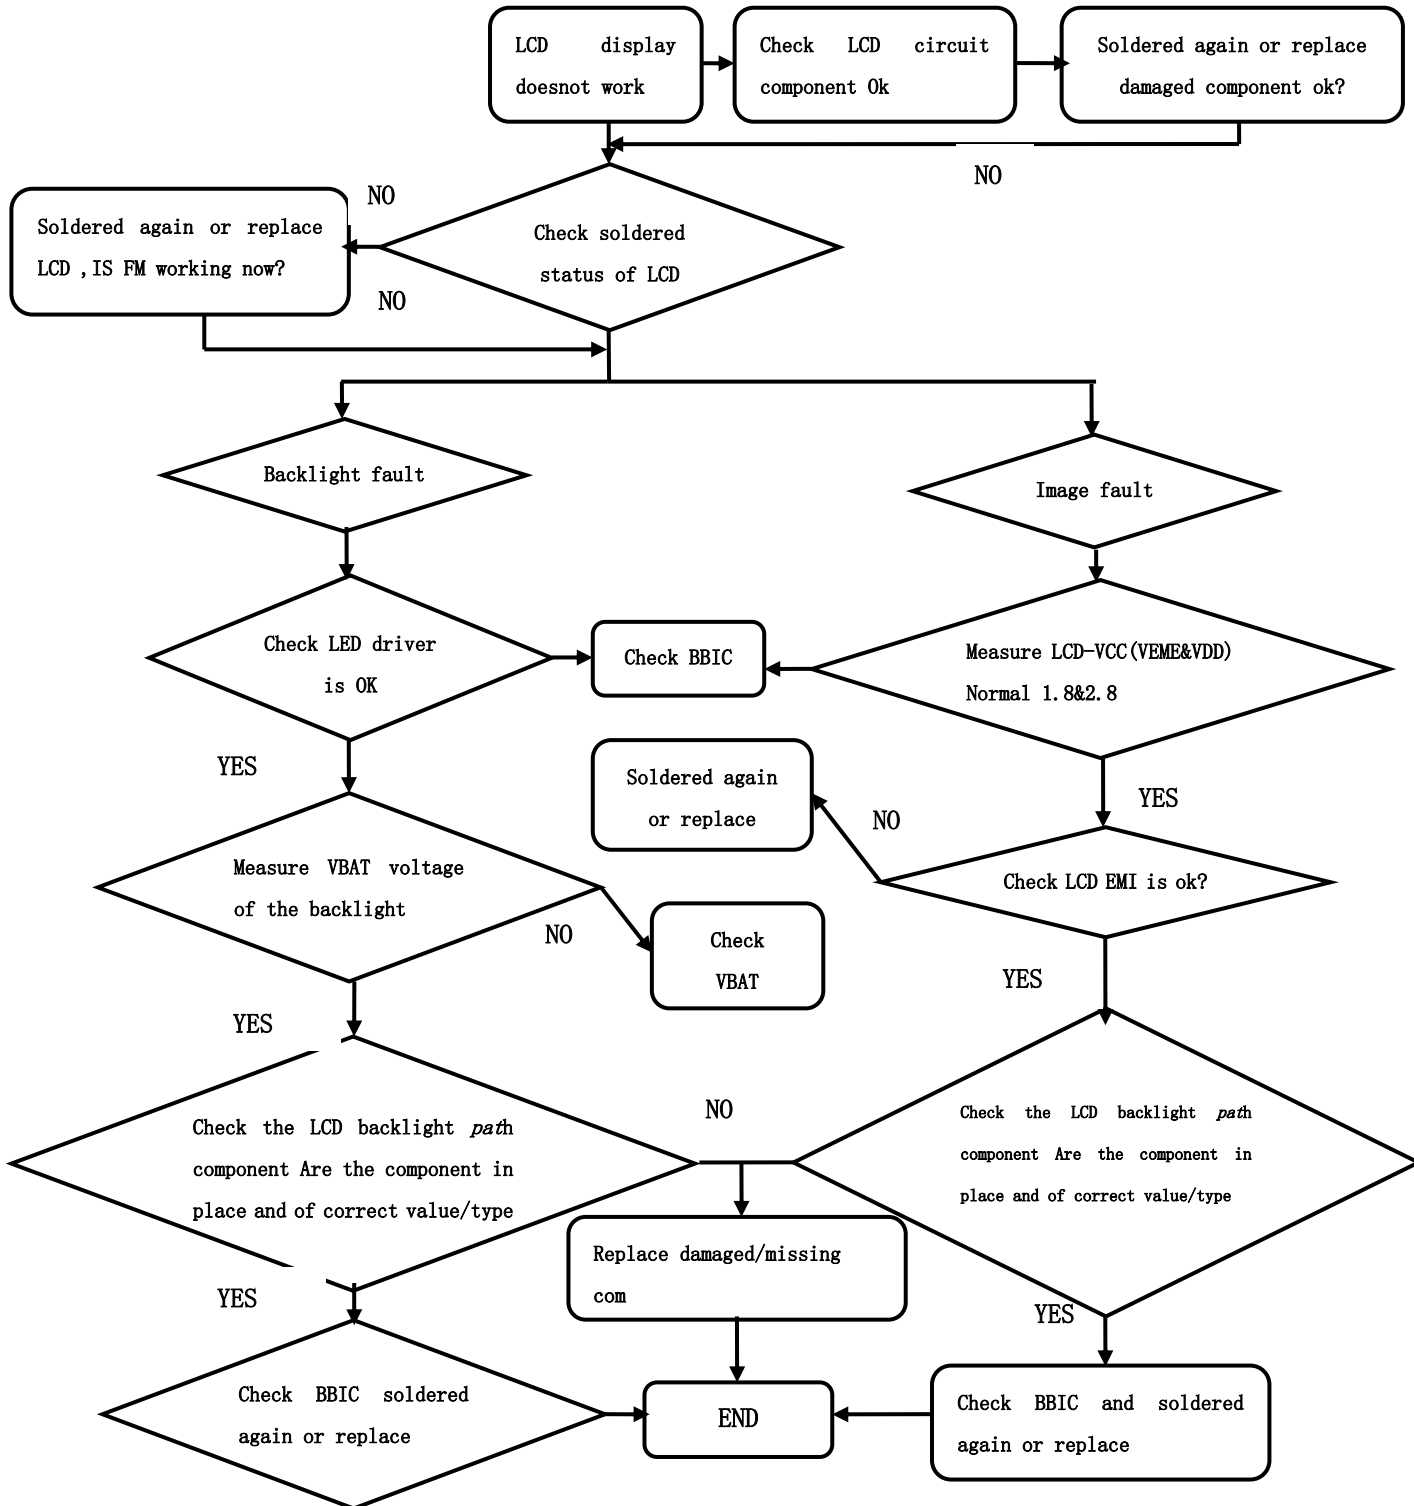 LCD display
doesnot work
Check LCD circuit
component Ok
Soldered again or replace
damaged component ok?
NO
NO
Soldered again or replace
LCD ,IS FM working now?
Check soldered
status of LCD
NO
Backlight fault
Image fault
Check LED driver
is OK
Check BBIC
Measure LCD-VCC(VEME&VDD)
Normal 1.8&2.8
YES
Soldered again
or replace
YES
NO
Measure VBAT voltage
of the backlight
Check LCD EMI is ok?
NO
Check
VBAT
YES
YES
Check the LCD backlight path
component Are the component in
place and of correct value/type
NO
Check the LCD backlight path
component Are the component in
place and of correct value/type
Replace damaged/missing
com
YES
YES
Check BBIC soldered
again or replace
END
Check BBIC and soldered
again or replace